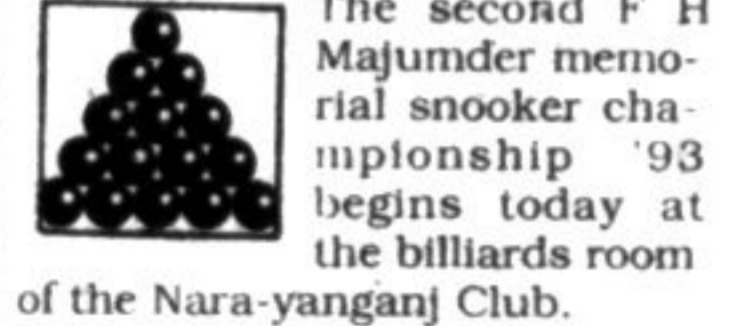 The second F H
Majumder memo-
rial snooker cha-
mpionship '93
begins today at
the billiards room
of the Nara-yanganj Club.